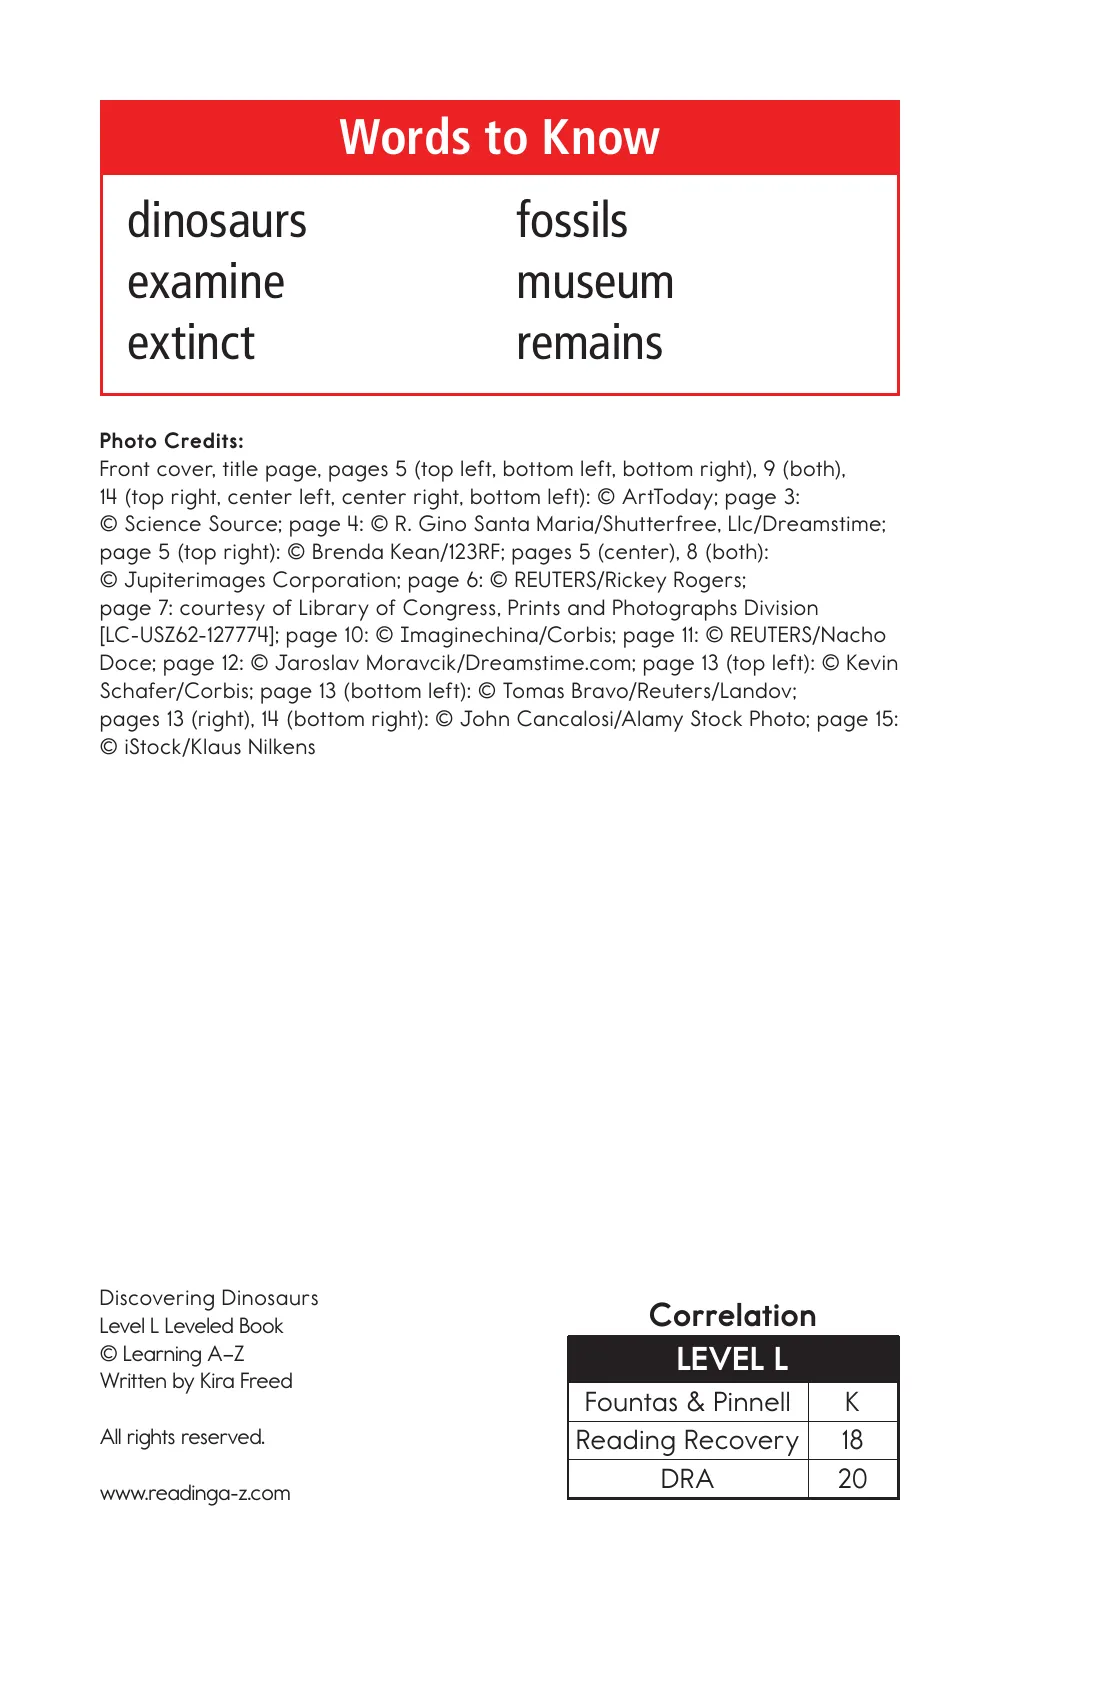 Words to Know
dinosaurs
examine
extinct
fossils
museum
remains
Photo Credits:
Front cover, title page, pages 5 (top left, bottom left, bottom right), 9 (both),
14 (top right, center left, center right, bottom left): © ArtToday; page 3:
© Science Source; page 4: © R. Gino Santa Maria/Shutterfree, Llc/Dreamstime;
page 5 (top right): © Brenda Kean/123RF; pages 5 (center), 8 (both):
© Jupiterimages Corporation; page 6: © REUTERS/Rickey Rogers;
page 7: courtesy of Library of Congress, Prints and Photographs Division
[LC-USZ62-127774]; page 10: © Imaginechina/Corbis; page 11: © REUTERS/Nacho
Doce; page 12: © Jaroslav Moravcik/Dreamstime.com; page 13 (top left): © Kevin
Schafer/Corbis; page 13 (bottom left): © Tomas Bravo/Reuters/Landov;
pages 13 (right), 14 (bottom right): © John Cancalosi/Alamy Stock Photo; page 15:
© iStock/Klaus Nilkens
Discovering Dinosaurs
Level L Leveled Book
© Learning A–Z
Written by Kira Freed
All rights reserved.
www.readinga-z.com
Correlation
LEVEL L
Fountas & Pinnell K
Reading Recovery 18
DRA 20